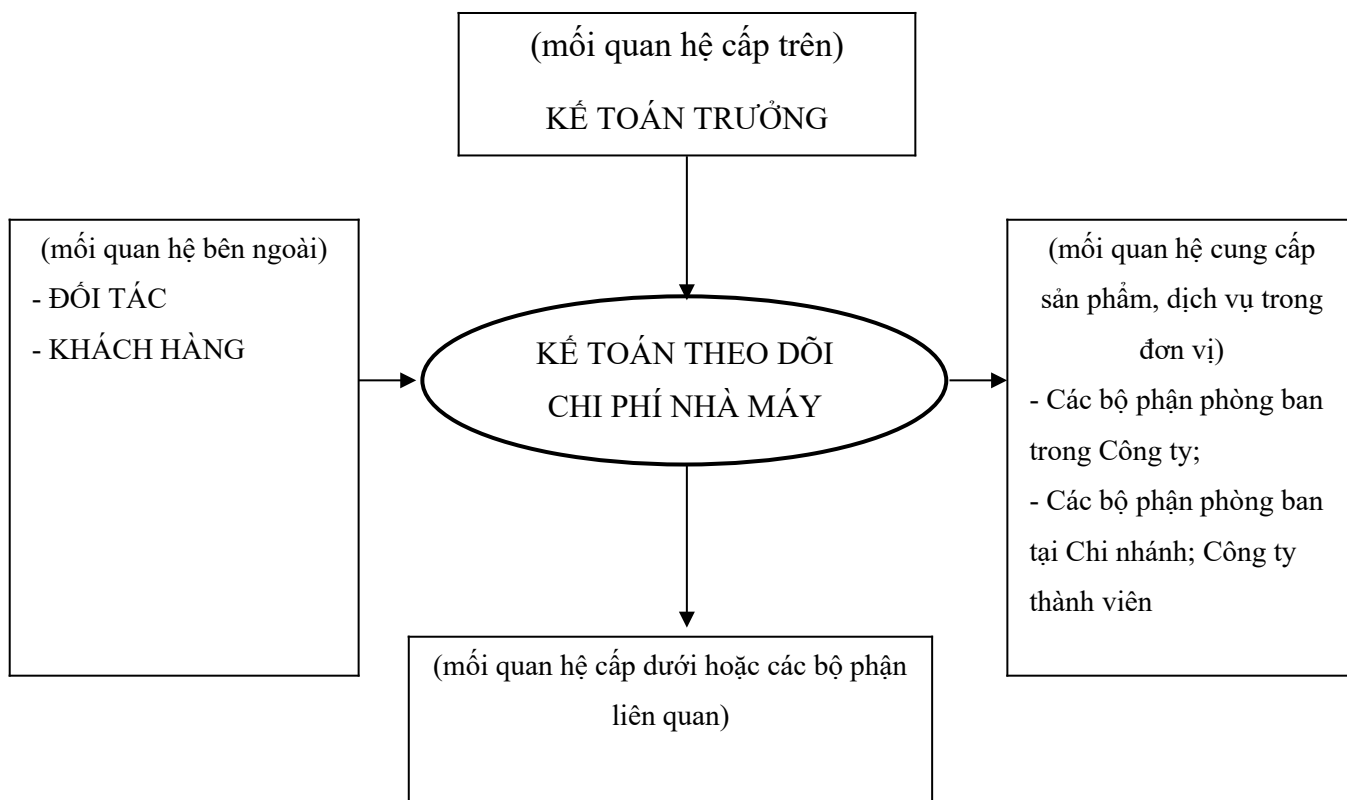 (mối quan hệ cấp trên)
KẾ TOÁN TRƯỞNG
(mối quan hệ bên ngoài)
- ĐỐI TÁC
- KHÁCH HÀNG
KẾ TOÁN THEO DÕI
CHI PHÍ NHÀ MÁY
(mối quan hệ cung cấp
sản phẩm, dịch vụ trong
đơn vị)
- Các bộ phận phòng ban
trong Công ty;
- Các bộ phận phòng ban
tại Chi nhánh; Công ty
thành viên
(mối quan hệ cấp dưới hoặc các bộ phận
liên quan)